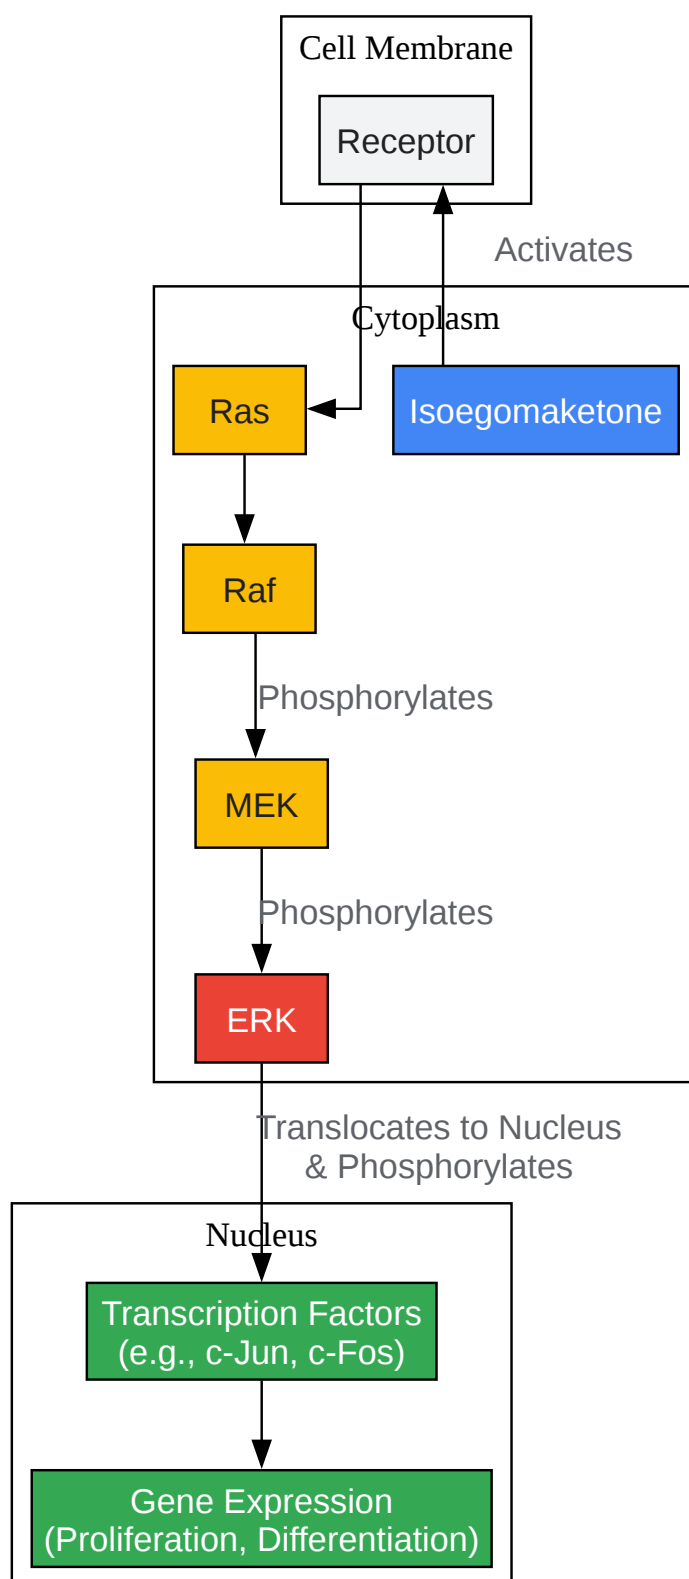 Cell Membrane
Receptor
Activates
Cytoplasm
Ras
Isoegomaketone
Raf
Phosphorylates
MEK
Phosphorylates
ERK
Translocates to Nucleus
& Phosphorylates
Nucleus
Transcription Factors
(e.g., c-Jun, c-Fos)
Gene Expression
(Proliferation, Differentiation)